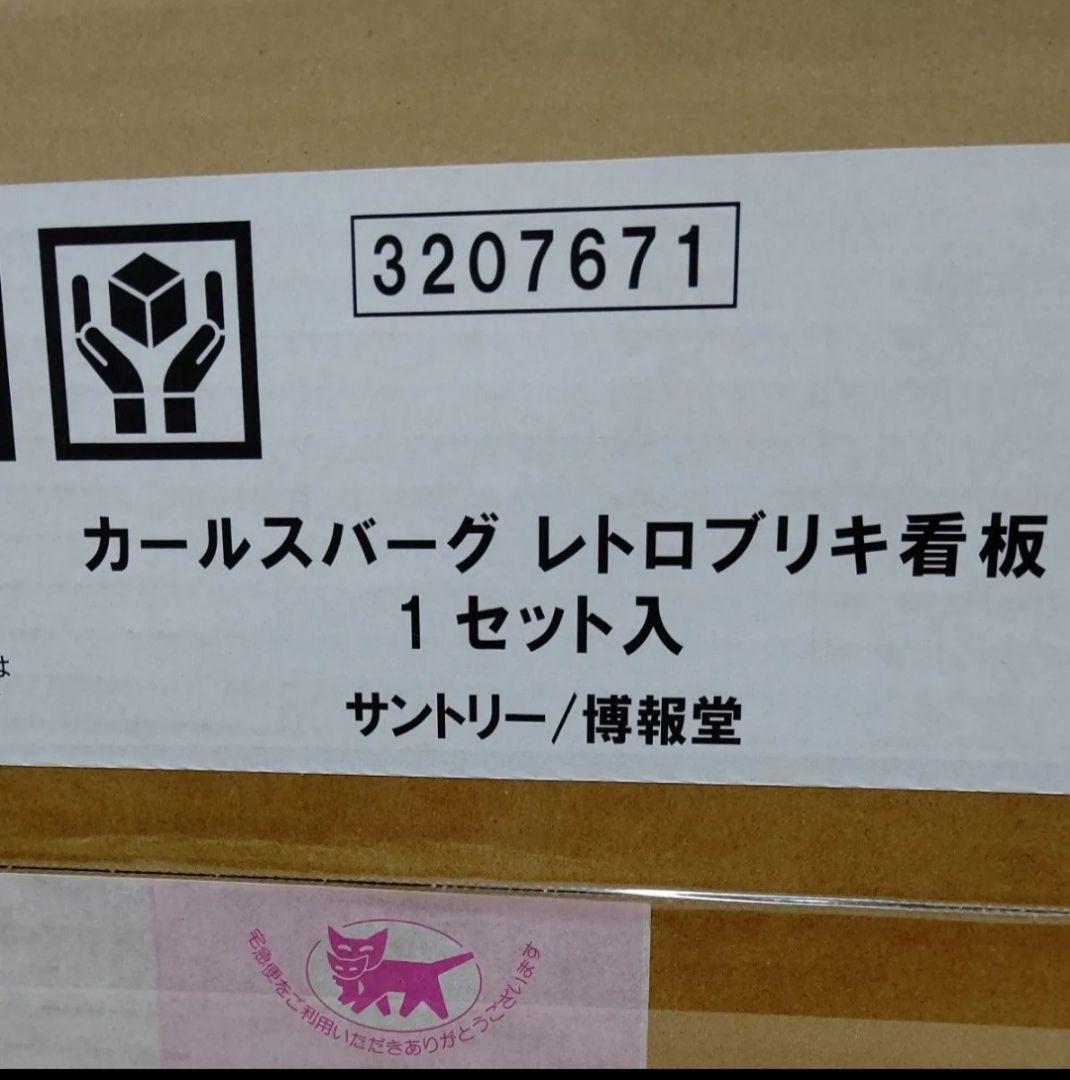 3207671
カールスバーグ レトロブリキ看板
1 セット入
サントリー/博報堂
は
宅急便をご利用いただきありがとうございます